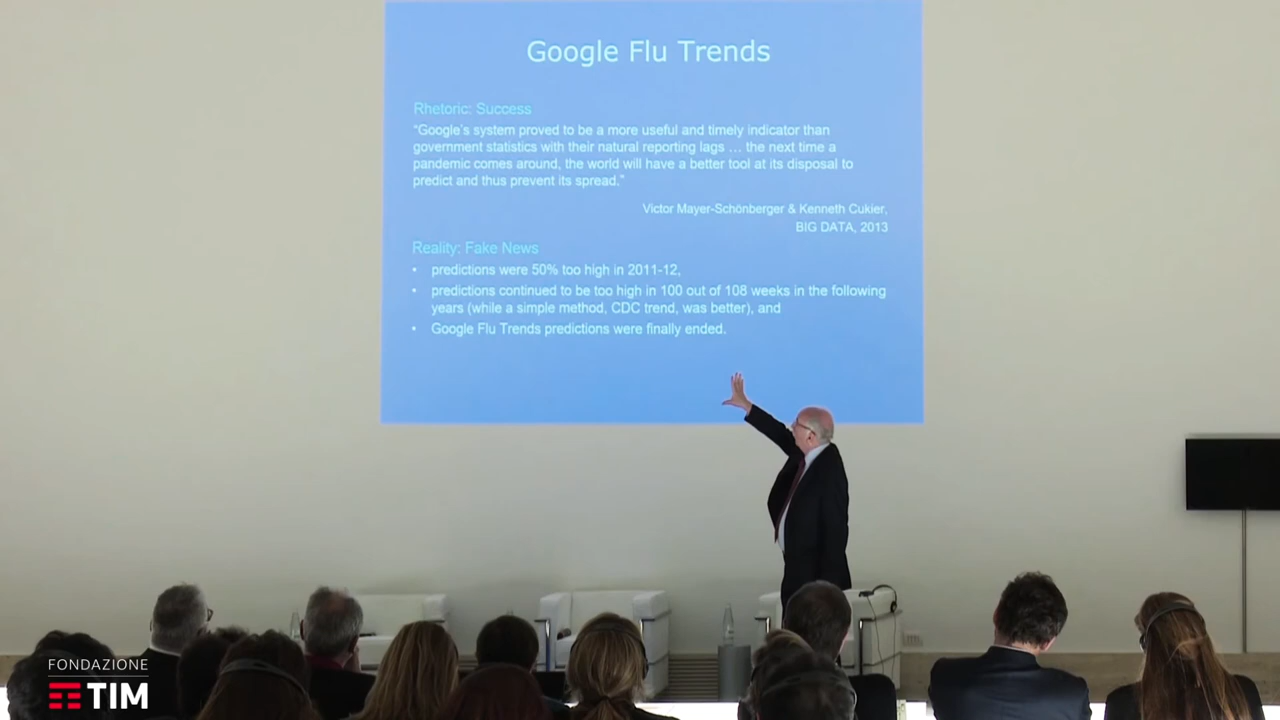 Google Flu Trends
Rhetoric: Success
“Google’s system proved to be a more useful and timely indicator than
government statistics with their natural reporting lags … the next time a
pandemic comes around, the world will have a better tool at its disposal to
predict and thus prevent its spread.”
Victor Mayer-Schönberger & Kenneth Cukier,
BIG DATA, 2013
Reality: Fake News
• predictions were 50% too high in 2011-12,
• predictions continued to be too high in 100 out of 108 weeks in the following
years (while a simple method, CDC trend, was better), and
• Google Flu Trends predictions were finally ended.
FONDAZIONE
TIM